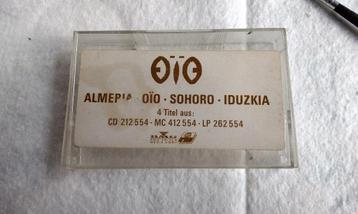 OÏO
ALMERIA · OÏO · SOHORO · IDUZKIA
4 Titel aus:
CD 212 554 · MC 412 554 · LP 262 554